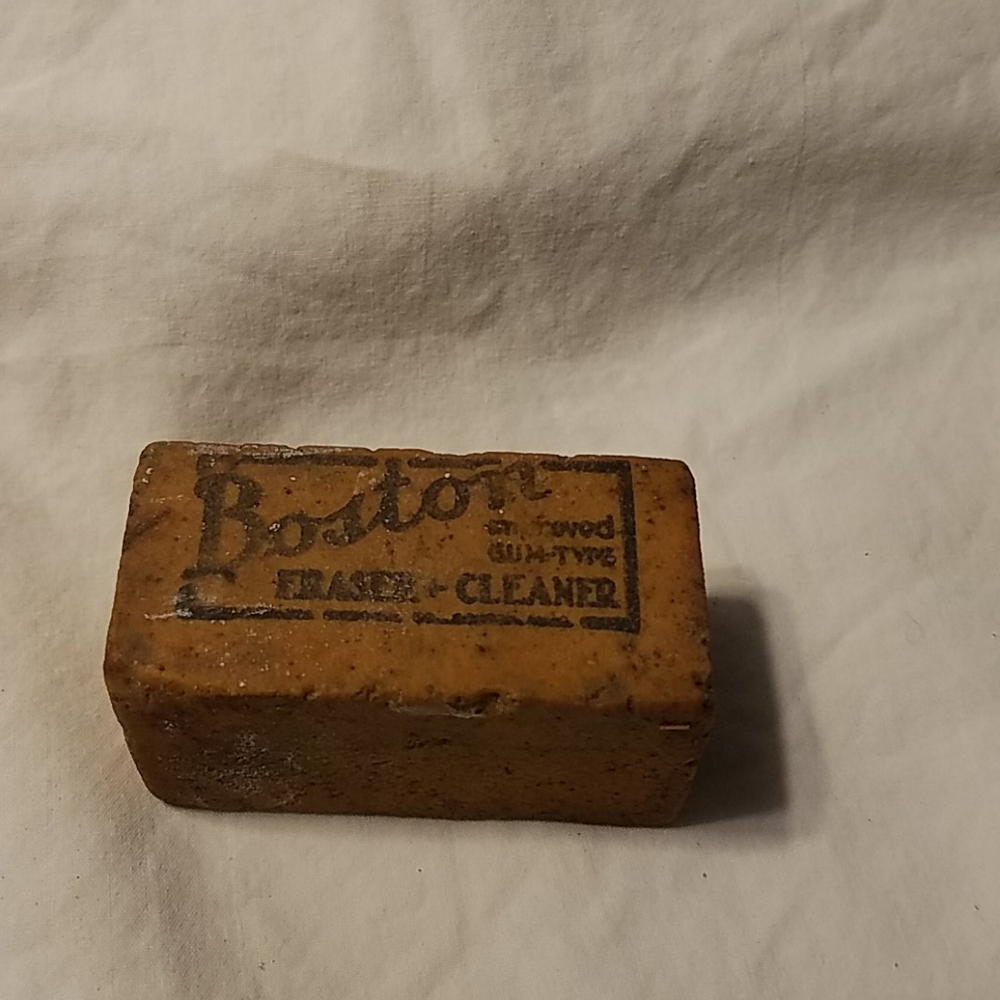 Boston
improved
GUM-TYPE
ERASER + CLEANER